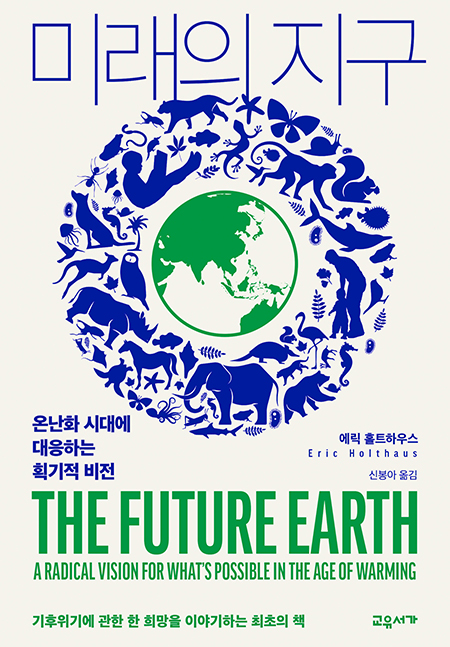 미래의 지구
온난화 시대에
대응하는
획기적 비전
에릭 홀트하우스
Eric Holthaus
신봉아 옮김
THE FUTURE EARTH
A RADICAL VISION FOR WHAT'S POSSIBLE IN THE AGE OF WARMING
기후위기에 관한 한 희망을 이야기하는 최초의 책
교유서가